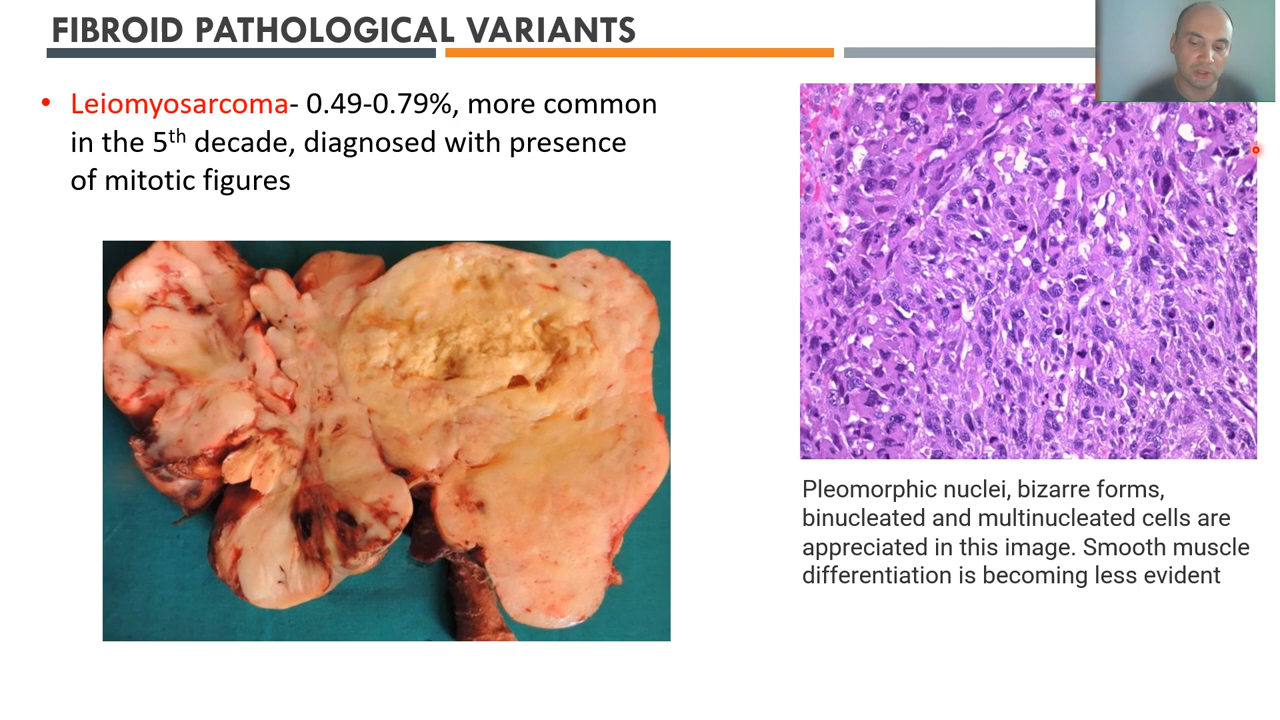 FIBROID PATHOLOGICAL VARIANTS
• Leiomyosarcoma- 0.49-0.79%, more common
in the 5th decade, diagnosed with presence
of mitotic figures
Pleomorphic nuclei, bizarre forms,
binucleated and multinucleated cells are
appreciated in this image. Smooth muscle
differentiation is becoming less evident